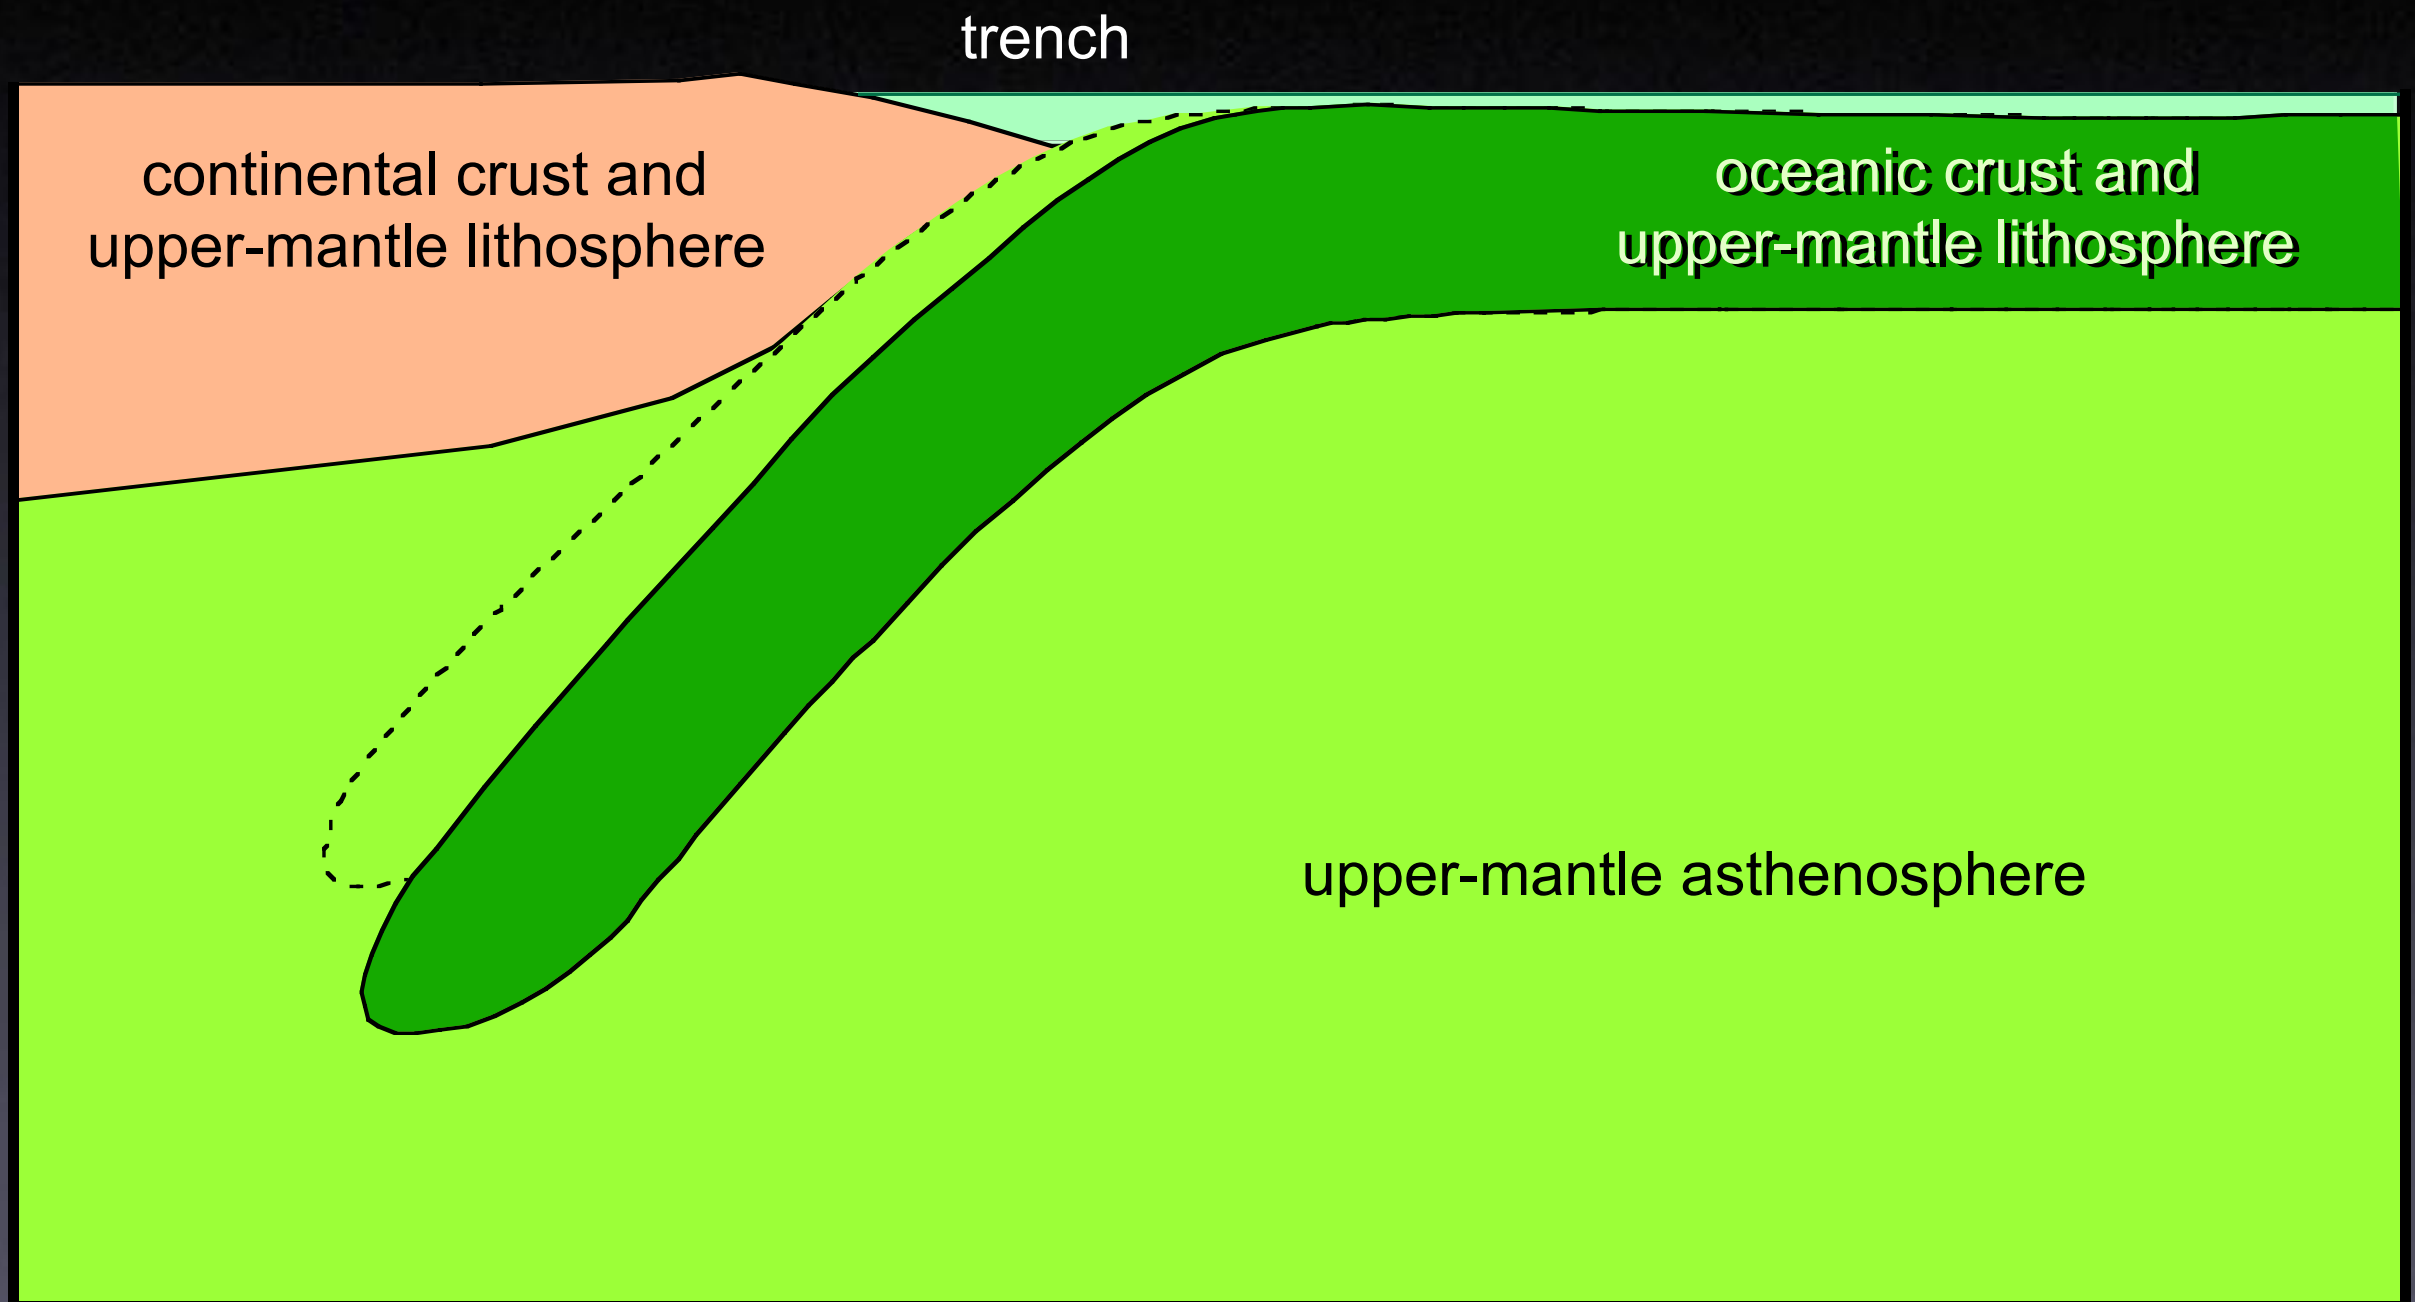 trench
continental crust and
upper-mantle lithosphere
oceanic crust and
upper-mantle lithosphere
upper-mantle asthenosphere